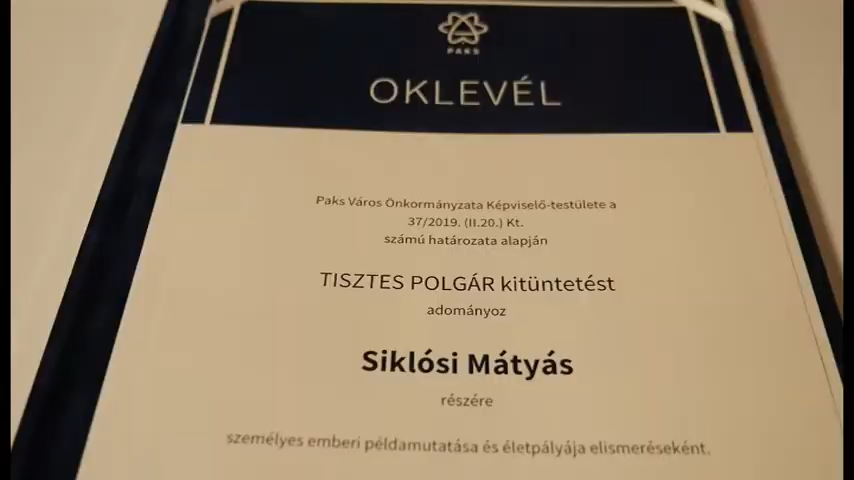 PAKS
OKLEVÉL
Paks Város Önkormányzata Képviselő-testülete a
37/2019. (II.20.) Kt.
számú határozata alapján
TISZTES POLGÁR kitüntetést
adományoz
Siklósi Mátyás
részére
személyes emberi példamutatása és életpályája elismeréseként.